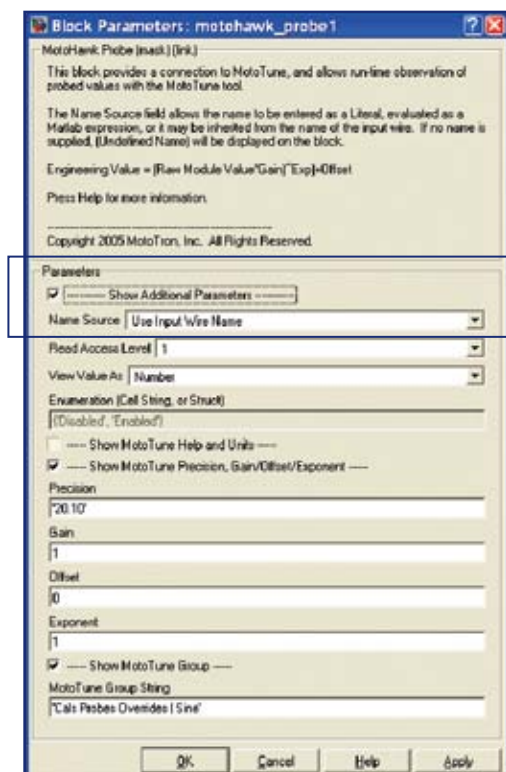 Block Parameters: motohawk_probe1
MotoHawk Probe (mask) (link)
This block provides a connection to MotoTune, and allows run-time observation of
probed values with the MotoTune tool.
The Name Source field allows the name to be entered as a Literal, evaluated as a
Matlab expression, or it may be inherited from the name of the input wire. If no name is
supplied, (Undefined Name) will be displayed on the block.
Engineering Value = (Raw Module Value*Gain)^Exp)+Offset
Press Help for more information.
--------------------------------------------------
Copyright 2005 MotoTron, Inc. All Rights Reserved.
Parameters
---------- Show Additional Parameters ----------
Name Source Use Input Wire Name
Read Access Level 1
View Value As Number
Enumeration (Cell String, or Struct)
{'Disabled', 'Enabled'}
----- Show MotoTune Help and Units -----
----- Show MotoTune Precision, Gain/Offset/Exponent -----
Precision
'20.10'
Gain
1
Offset
0
Exponent
1
----- Show MotoTune Group -----
MotoTune Group String
'Cals Probes Overrides | Sine'
OK Cancel Help Apply